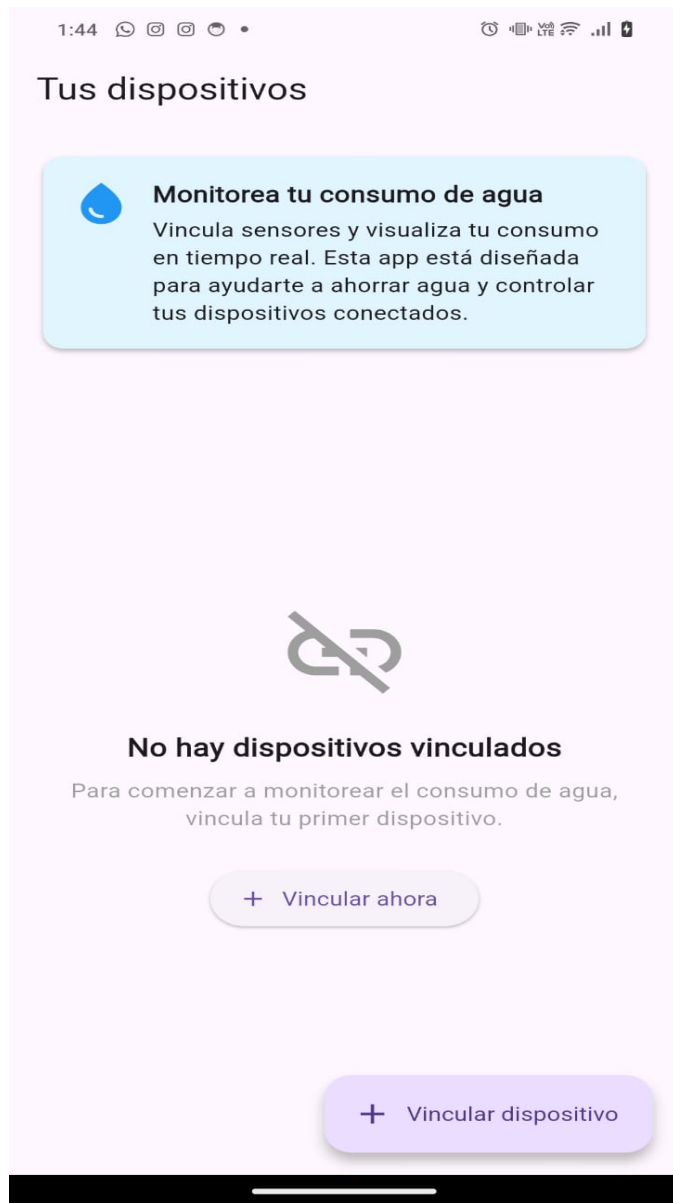 1:44
VoD LTE
Tus dispositivos
Monitorea tu consumo de agua
Vincula sensores y visualiza tu consumo
en tiempo real. Esta app está diseñada
para ayudarte a ahorrar agua y controlar
tus dispositivos conectados.
No hay dispositivos vinculados
Para comenzar a monitorear el consumo de agua,
vincula tu primer dispositivo.
+ Vincular ahora
+ Vincular dispositivo